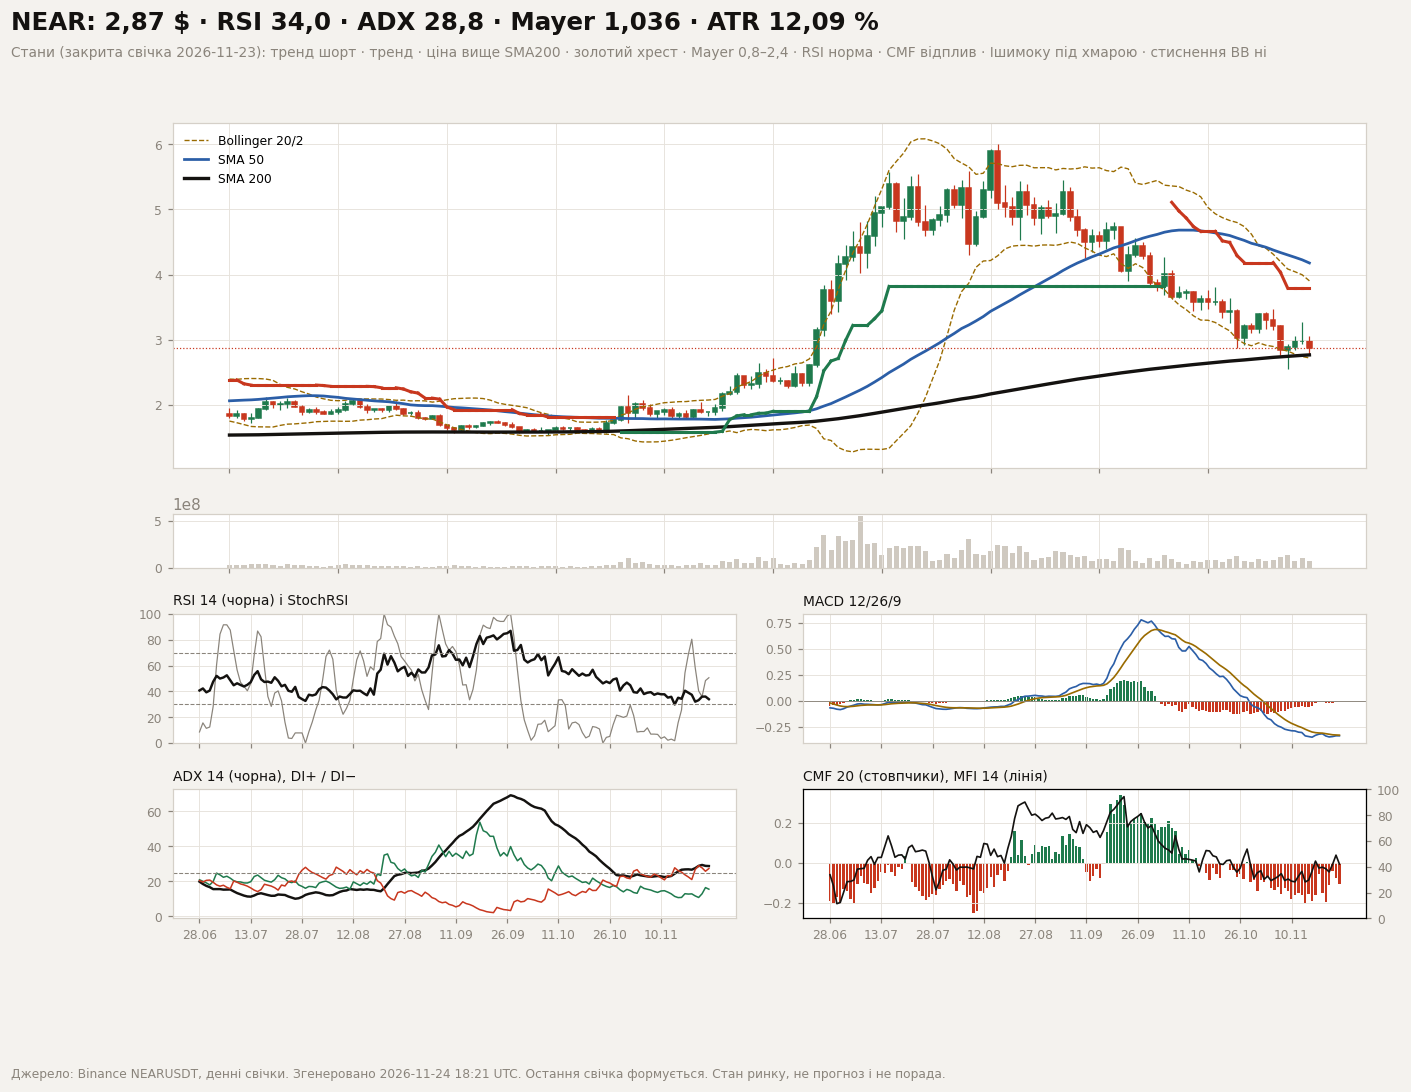 NEAR: 2,87 $ · RSI 34,0 · ADX 28,8 · Mayer 1,036 · ATR 12,09 %
Стани (закрита свічка 2026-11-23): тренд шорт · тренд · ціна вище SMA200 · золотий хрест · Mayer 0,8–2,4 · RSI норма · CMF відплив · Ішимоку під хмарою · стиснення BB ні
Bollinger 20/2
SMA 50
SMA 200
6
5
4
3
2
1e8
5
0
RSI 14 (чорна) і StochRSI
100
80
60
40
20
0
MACD 12/26/9
0.75
0.50
0.25
0.00
−0.25
ADX 14 (чорна), DI+ / DI−
60
40
20
0
28.06 13.07 28.07 12.08 27.08 11.09 26.09 11.10 26.10 10.11
CMF 20 (стовпчики), MFI 14 (лінія)
0.2
0.0
−0.2
100
80
60
40
20
0
28.06 13.07 28.07 12.08 27.08 11.09 26.09 11.10 26.10 10.11
Джерело: Binance NEARUSDT, денні свічки. Згенеровано 2026-11-24 18:21 UTC. Остання свічка формується. Стан ринку, не прогноз і не порада.